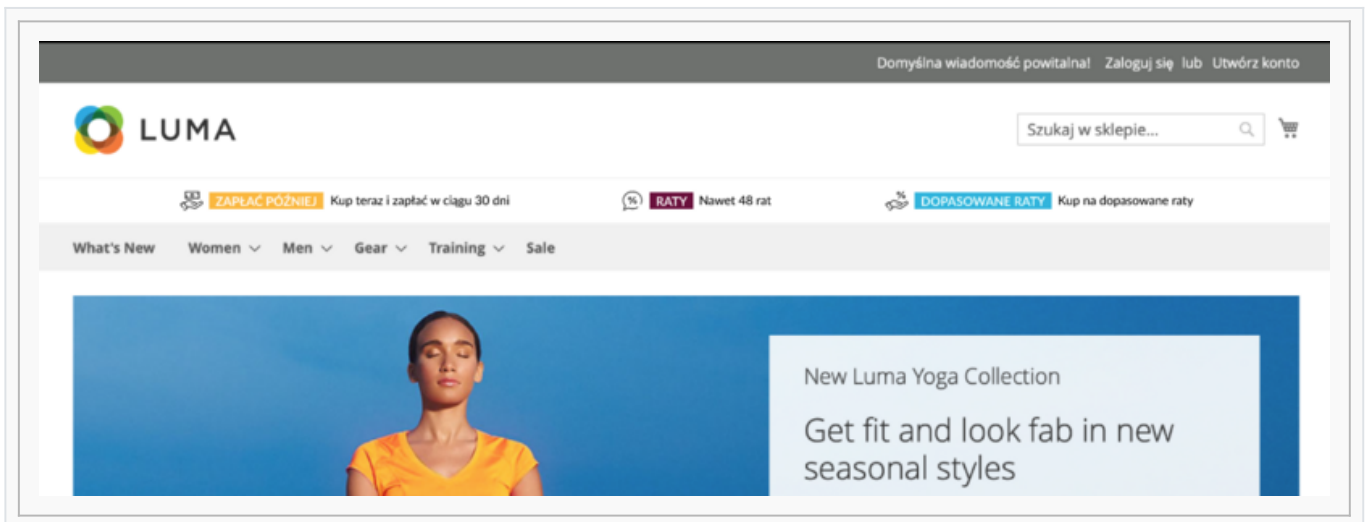 Domyślna wiadomość powitalna! Zaloguj się lub Utwórz konto
LUMA
Szukaj w sklepie...
ZAPŁAĆ PÓŹNIEJ Kup teraz i zapłać w ciągu 30 dni
RATY Nawet 48 rat
DOPASOWANE RATY Kup na dopasowane raty
What's New Women Men Gear Training Sale
New Luma Yoga Collection
Get fit and look fab in new
seasonal styles